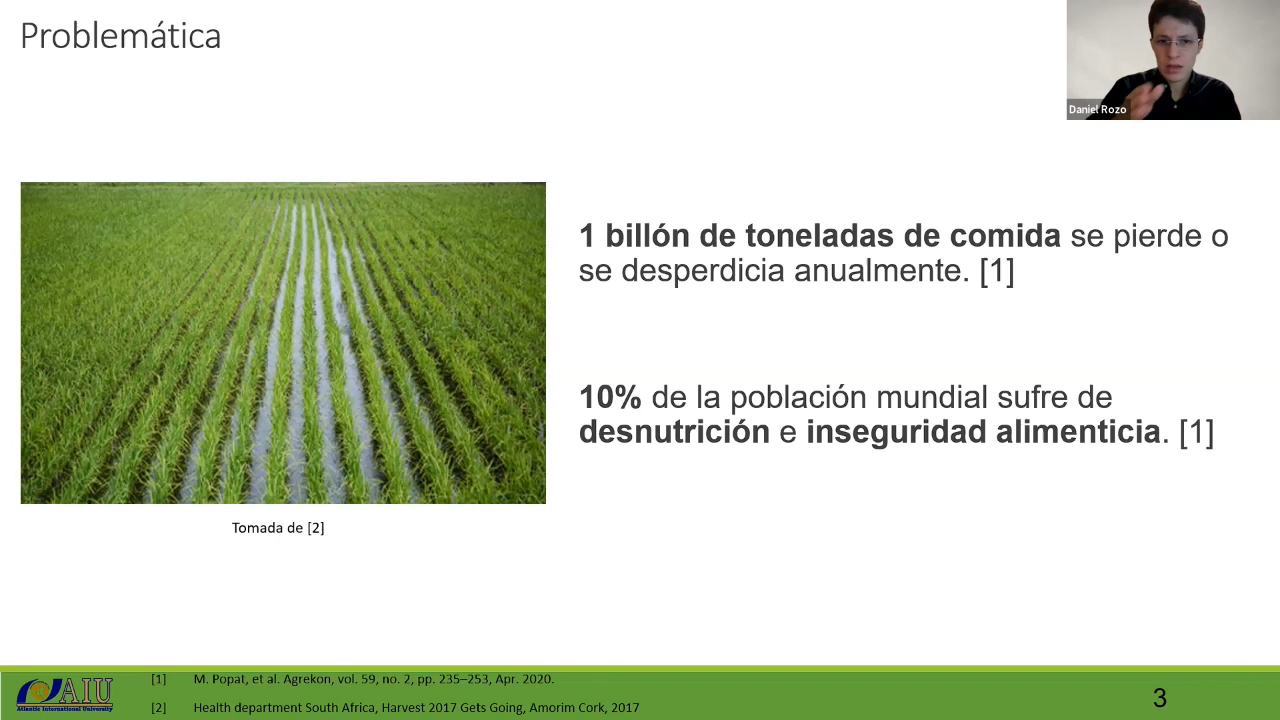 Problemática
Daniel Rozo
1 billón de toneladas de comida se pierde o
se desperdicia anualmente. [1]
10% de la población mundial sufre de
desnutrición e inseguridad alimenticia. [1]
Tomada de [2]
[1] M. Popat, et al. Agrekon, vol. 59, no. 2, pp. 235–253, Apr. 2020.
[2] Health department South Africa, Harvest 2017 Gets Going, Amorim Cork, 2017
AIU
Atlantic International University
3